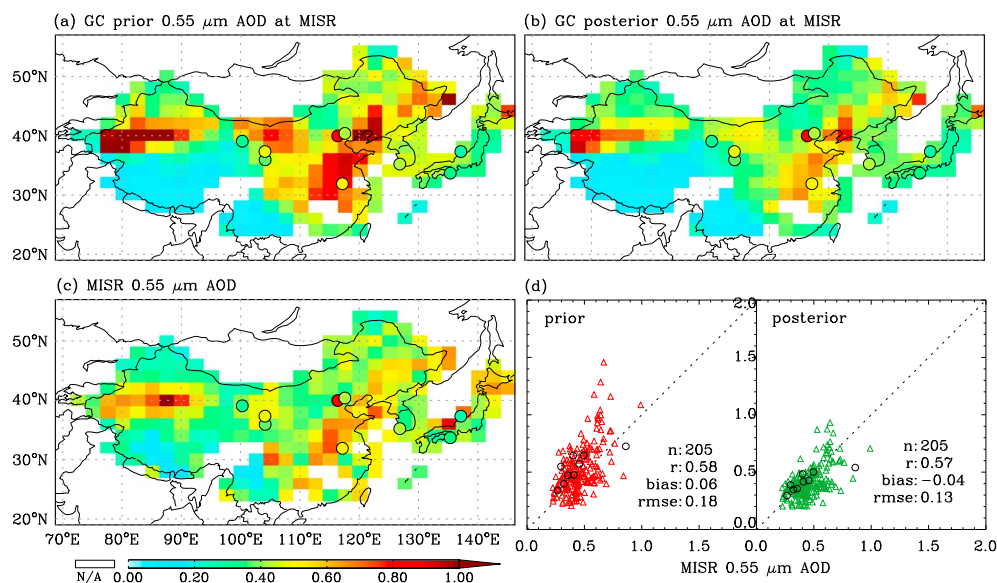 (a) GC prior 0.55 μm AOD at MISR
(b) GC posterior 0.55 μm AOD at MISR
50°N
40°N
30°N
20°N
50°N
40°N
30°N
20°N
(c) MISR 0.55 μm AOD
(d)
50°N
40°N
30°N
20°N
70°E 80°E 90°E 100°E 110°E 120°E 130°E 140°E
N/A
0.00 0.20 0.40 0.60 0.80 1.00
prior
n: 205
r: 0.58
bias: 0.06
rmse: 0.18
2.0
1.5
1.0
0.5
0.0
posterior
n: 205
r: 0.57
bias: −0.04
rmse: 0.13
0.0 0.5 1.0 1.5 0.0 0.5 1.0 1.5 2.0
MISR 0.55 μm AOD